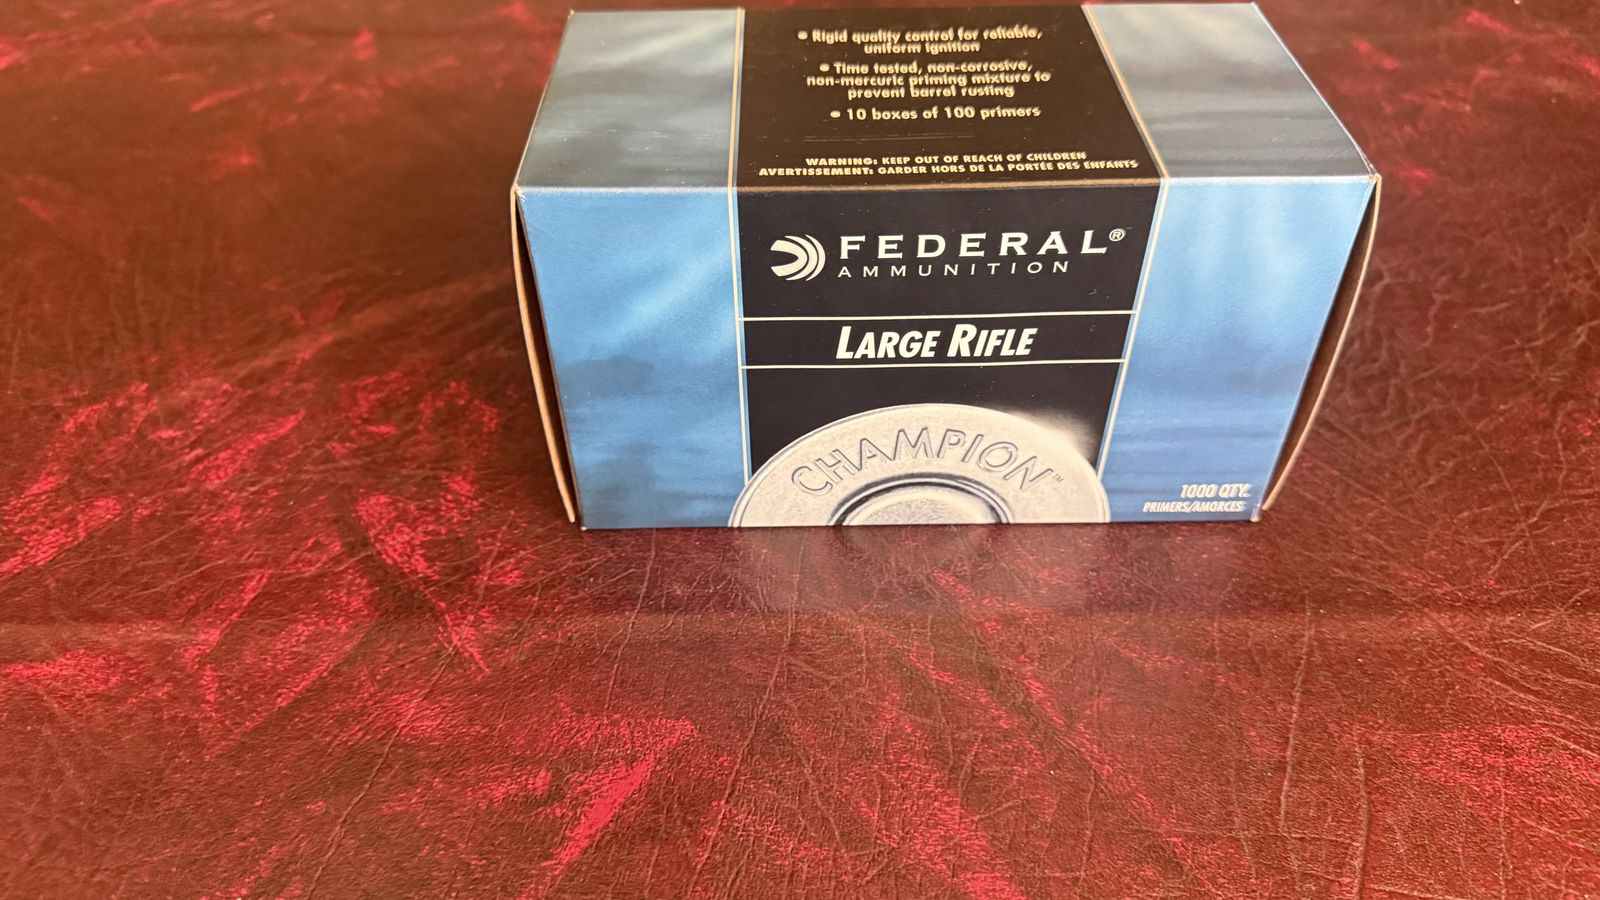 • Rigid quality control for reliable,
uniform ignition
• Time tested, non-corrosive,
non-mercuric priming mixture to
prevent barrel rusting
• 10 boxes of 100 primers
WARNING: KEEP OUT OF REACH OF CHILDREN
AVERTISSEMENT: GARDER HORS DE LA PORTÉE DES ENFANTS
FEDERAL®
AMMUNITION
LARGE RIFLE
CHAMPION™
1000 QTY.
PRIMERS/AMORCES